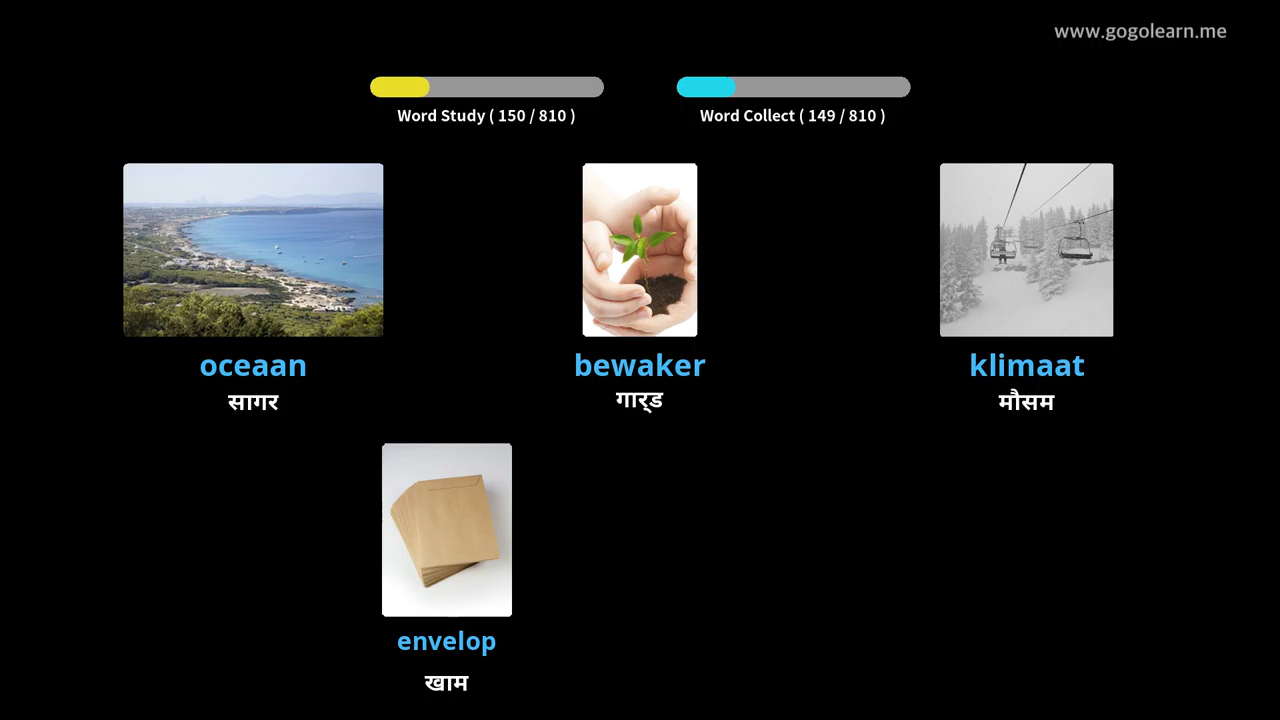 www.gogolearn.me
Word Study ( 150 / 810 )
Word Collect ( 149 / 810 )
oceaan
bewaker
klimaat
सागर
गार्ड
मौसम
envelop
खाम